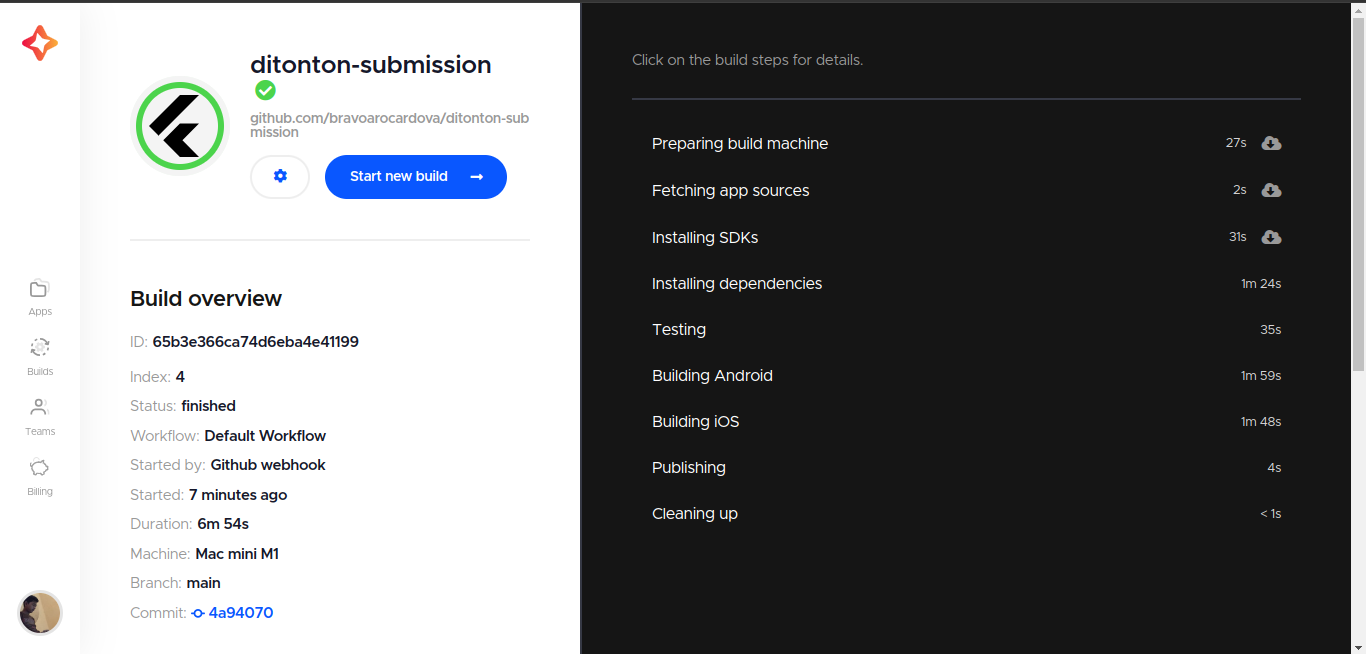 ditonton-submission
github.com/bravoarocardova/ditonton-sub
mission
Start new build
Build overview
ID: 65b3e366ca74d6eba4e41199
Index: 4
Status: finished
Workflow: Default Workflow
Started by: Github webhook
Started: 7 minutes ago
Duration: 6m 54s
Machine: Mac mini M1
Branch: main
Commit: 4a94070
Apps
Builds
Teams
Billing
Click on the build steps for details.
Preparing build machine 27s
Fetching app sources 2s
Installing SDKs 31s
Installing dependencies 1m 24s
Testing 35s
Building Android 1m 59s
Building iOS 1m 48s
Publishing 4s
Cleaning up < 1s